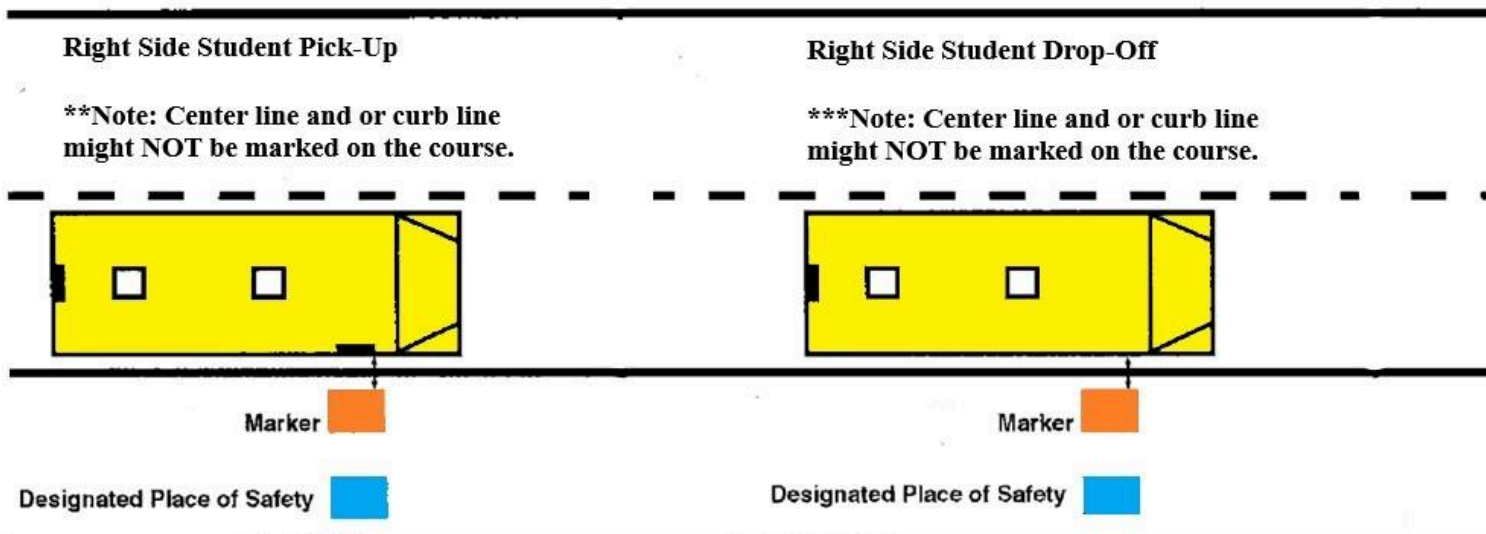 Right Side Student Pick-Up
**Note: Center line and or curb line
might NOT be marked on the course.
Marker
Designated Place of Safety
Right Side Student Drop-Off
***Note: Center line and or curb line
might NOT be marked on the course.
Marker
Designated Place of Safety